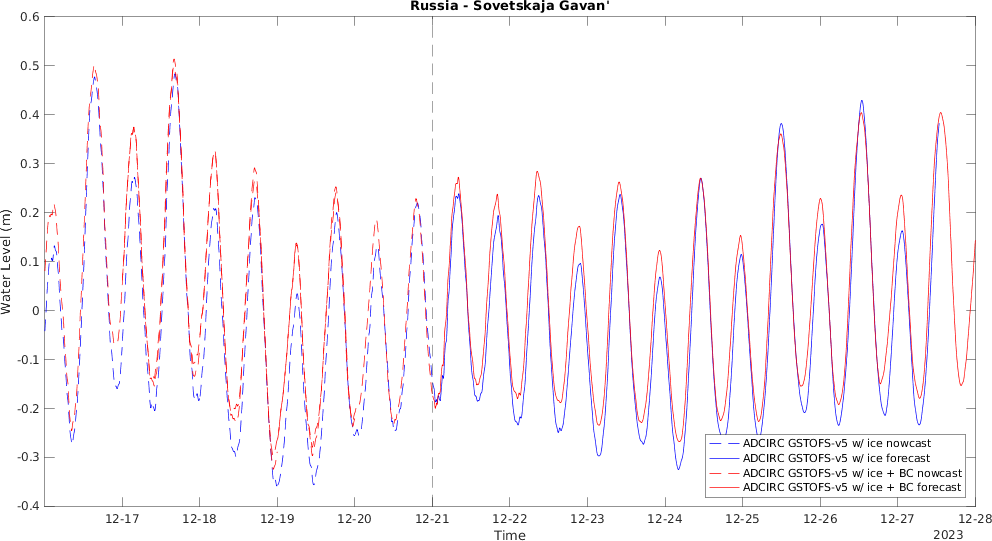 Russia - Sovetskaja Gavan'
0.6
0.5
0.4
0.3
0.2
0.1
0
-0.1
-0.2
-0.3
-0.4
Water Level (m)
ADCIRC GSTOFS-v5 w/ ice nowcast
ADCIRC GSTOFS-v5 w/ ice forecast
ADCIRC GSTOFS-v5 w/ ice + BC nowcast
ADCIRC GSTOFS-v5 w/ ice + BC forecast
12-17 12-18 12-19 12-20 12-21 12-22 12-23 12-24 12-25 12-26 12-27 12-28
Time 2023